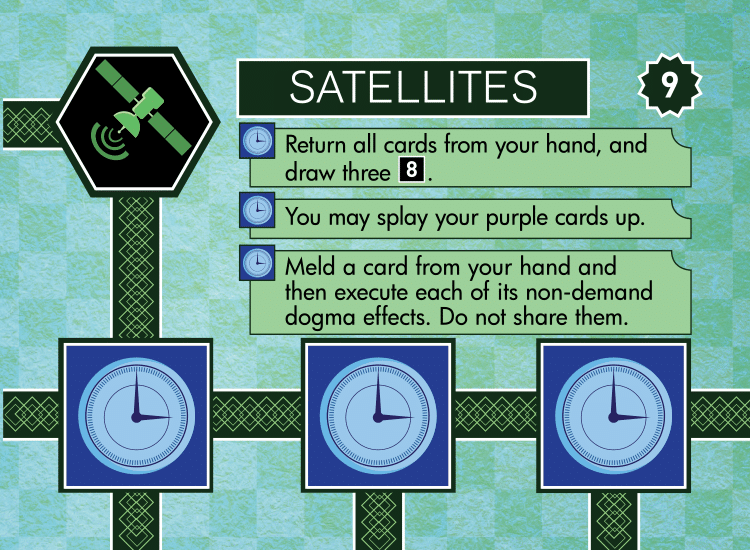 SATELLITES
9
Return all cards from your hand, and
draw three 8.
You may splay your purple cards up.
Meld a card from your hand and
then execute each of its non-demand
dogma effects. Do not share them.